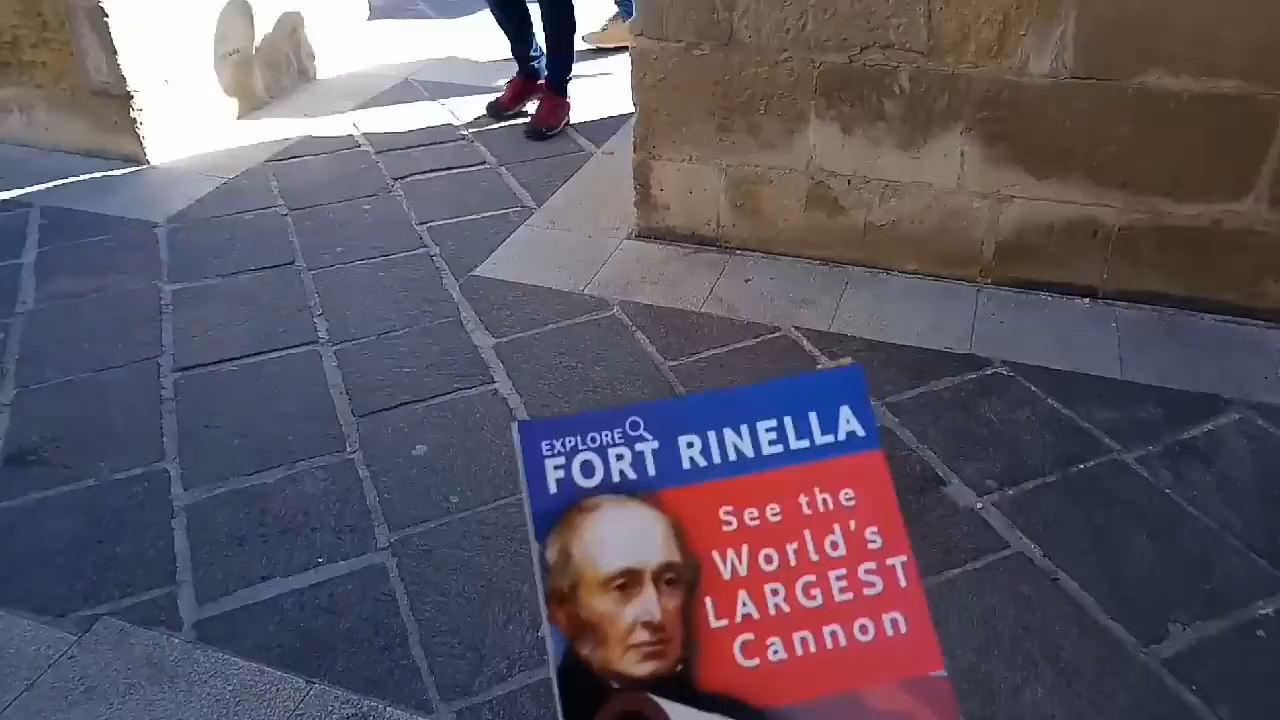 EXPLORE
FORT RINELLA
See the
World's
LARGEST
Cannon